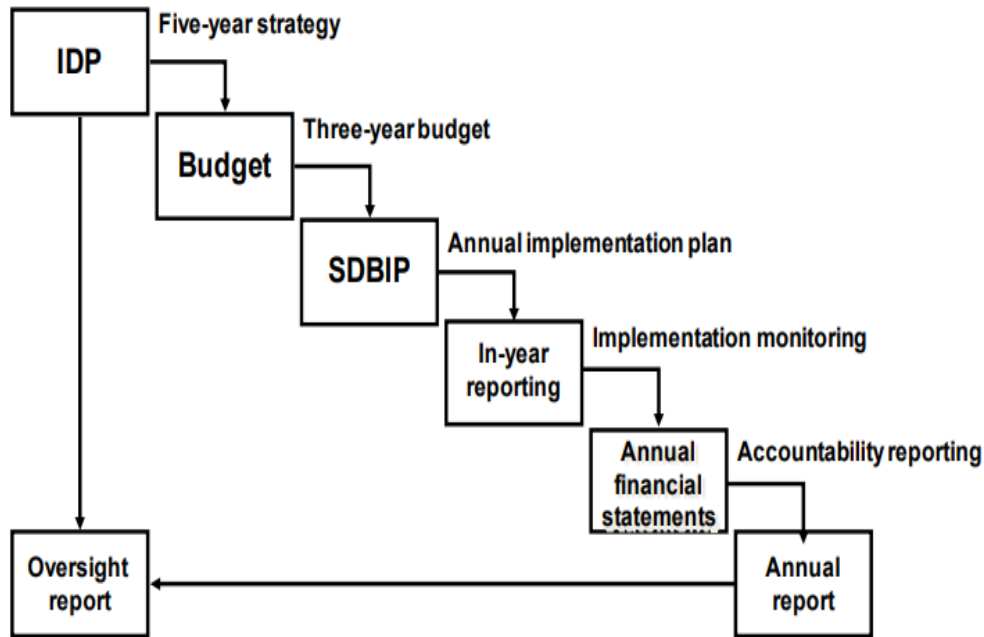 Five-year strategy
IDP
Three-year budget
Budget
Annual implementation plan
SDBIP
Implementation monitoring
In-year
reporting
Accountability reporting
Annual
financial
statements
Oversight
report
Annual
report